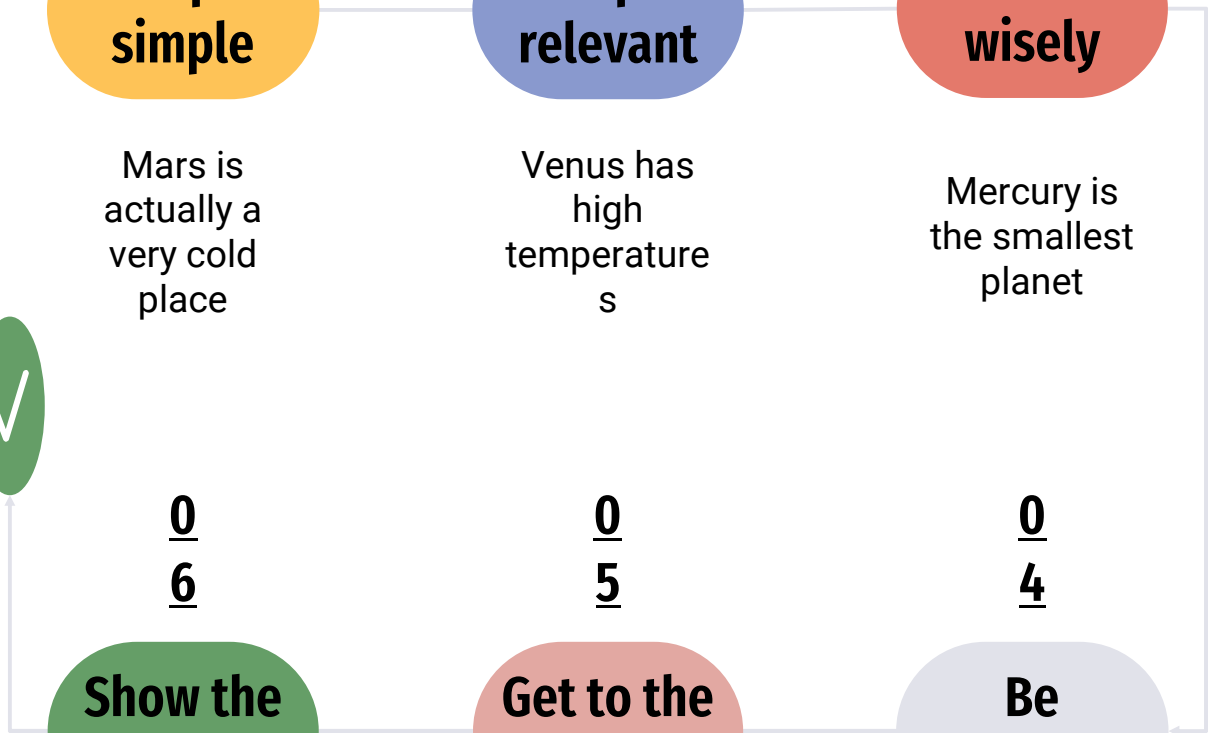 simple
relevant
wisely
Mars is
actually a
very cold
place
Venus has
high
temperature
s
Mercury is
the smallest
planet
0
6
0
5
0
4
Show the
Get to the
Be